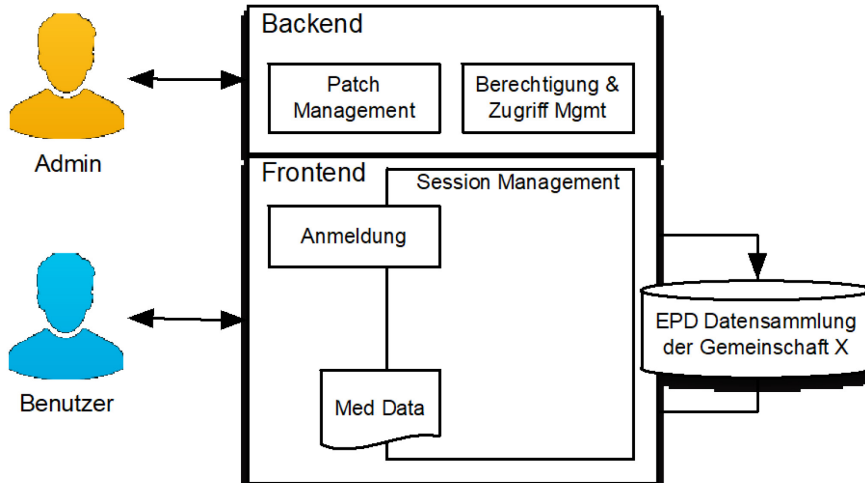 Backend
Patch
Management
Berechtigung &
Zugriff Mgmt
Admin
Frontend
Session Management
Anmeldung
EPD Datensammlung
der Gemeinschaft X
Benutzer
Med Data